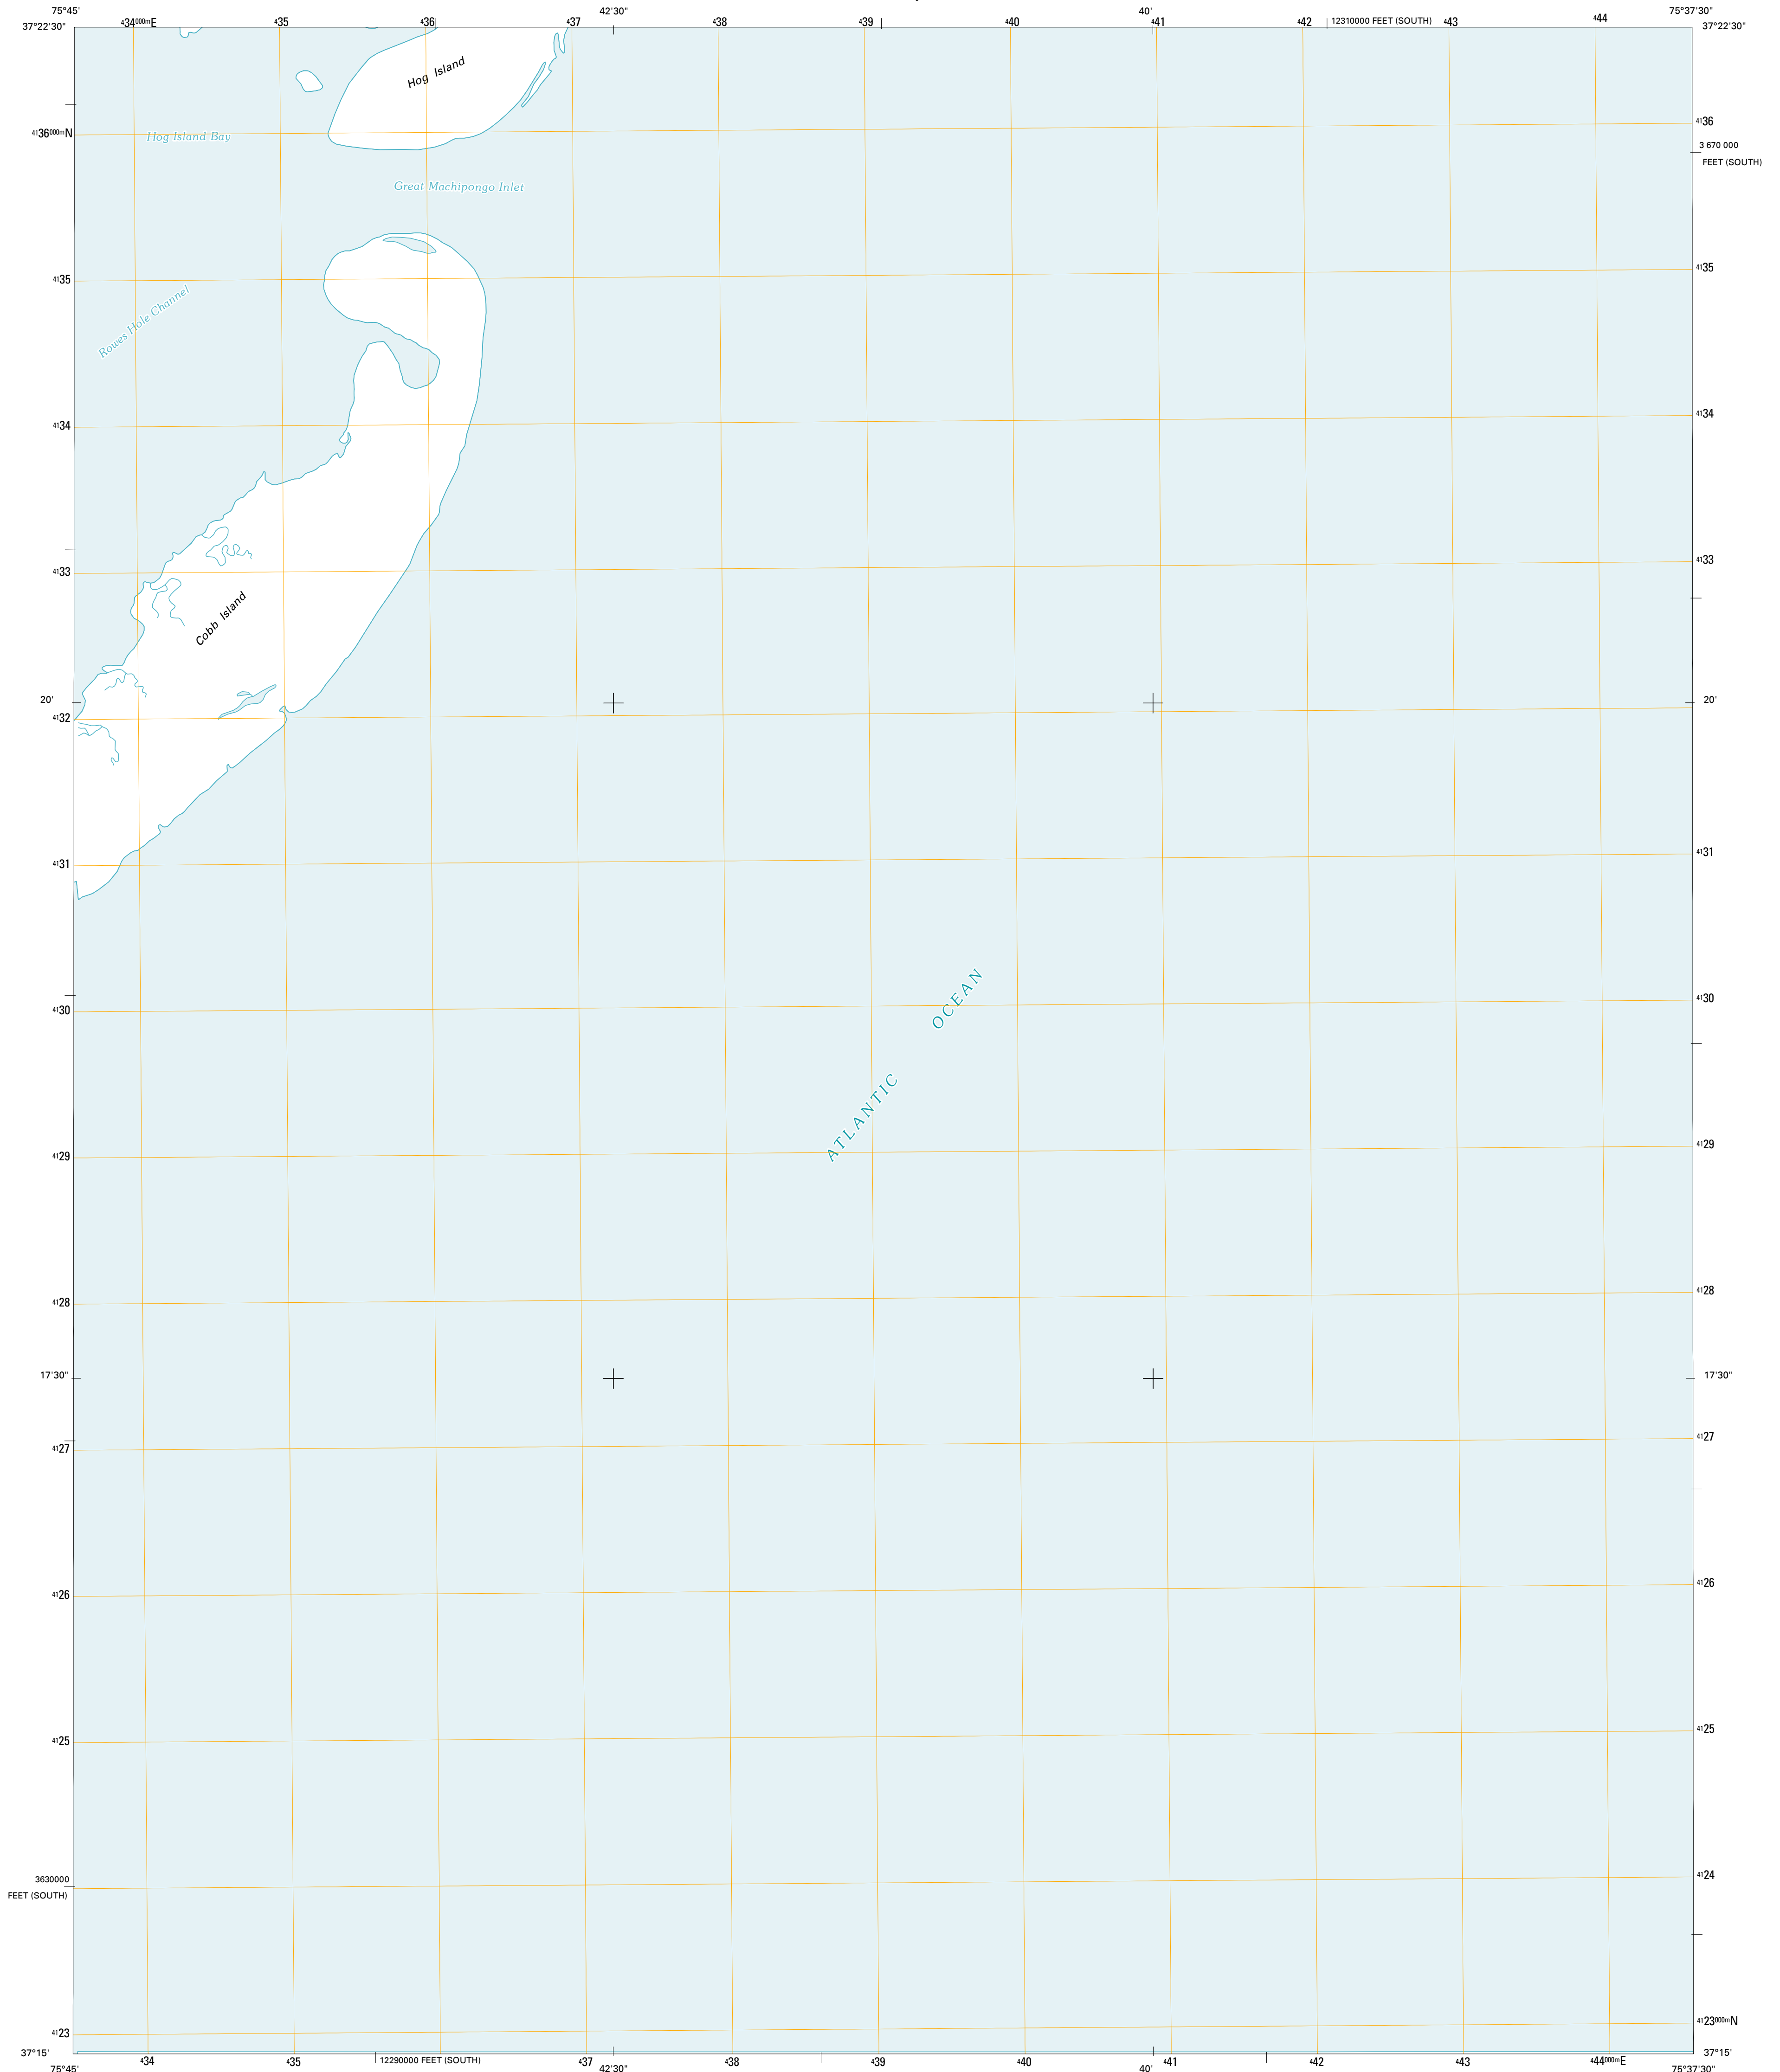 75°45' 42'30" 40' 75°37'30"
37°22'30" 434000mE 435 436 437 438 439 440 441 442 12310000 FEET (SOUTH) 443 444 37°22'30"
Hog Island
4136
4136000mN
Hog Island Bay
3 670 000
FEET (SOUTH)
Great Machipongo Inlet
4135
4135
Rowes Hole Channel
4134
4134
4133
4133
Cobb Island
20' 20'
4132
4131
4131
OCEAN
4130
4130
ATLANTIC
4129
4129
4128
4128
17'30" 17'30"
4127
4127
4126
4126
4125
4125
4124
3630000
FEET (SOUTH)
4123000mN
4123
37°15' 37°15'
434 435 12290000 FEET (SOUTH) 437 438 439 440 441 442 443 444000mE
75°45' 42'30" 40' 75°37'30"